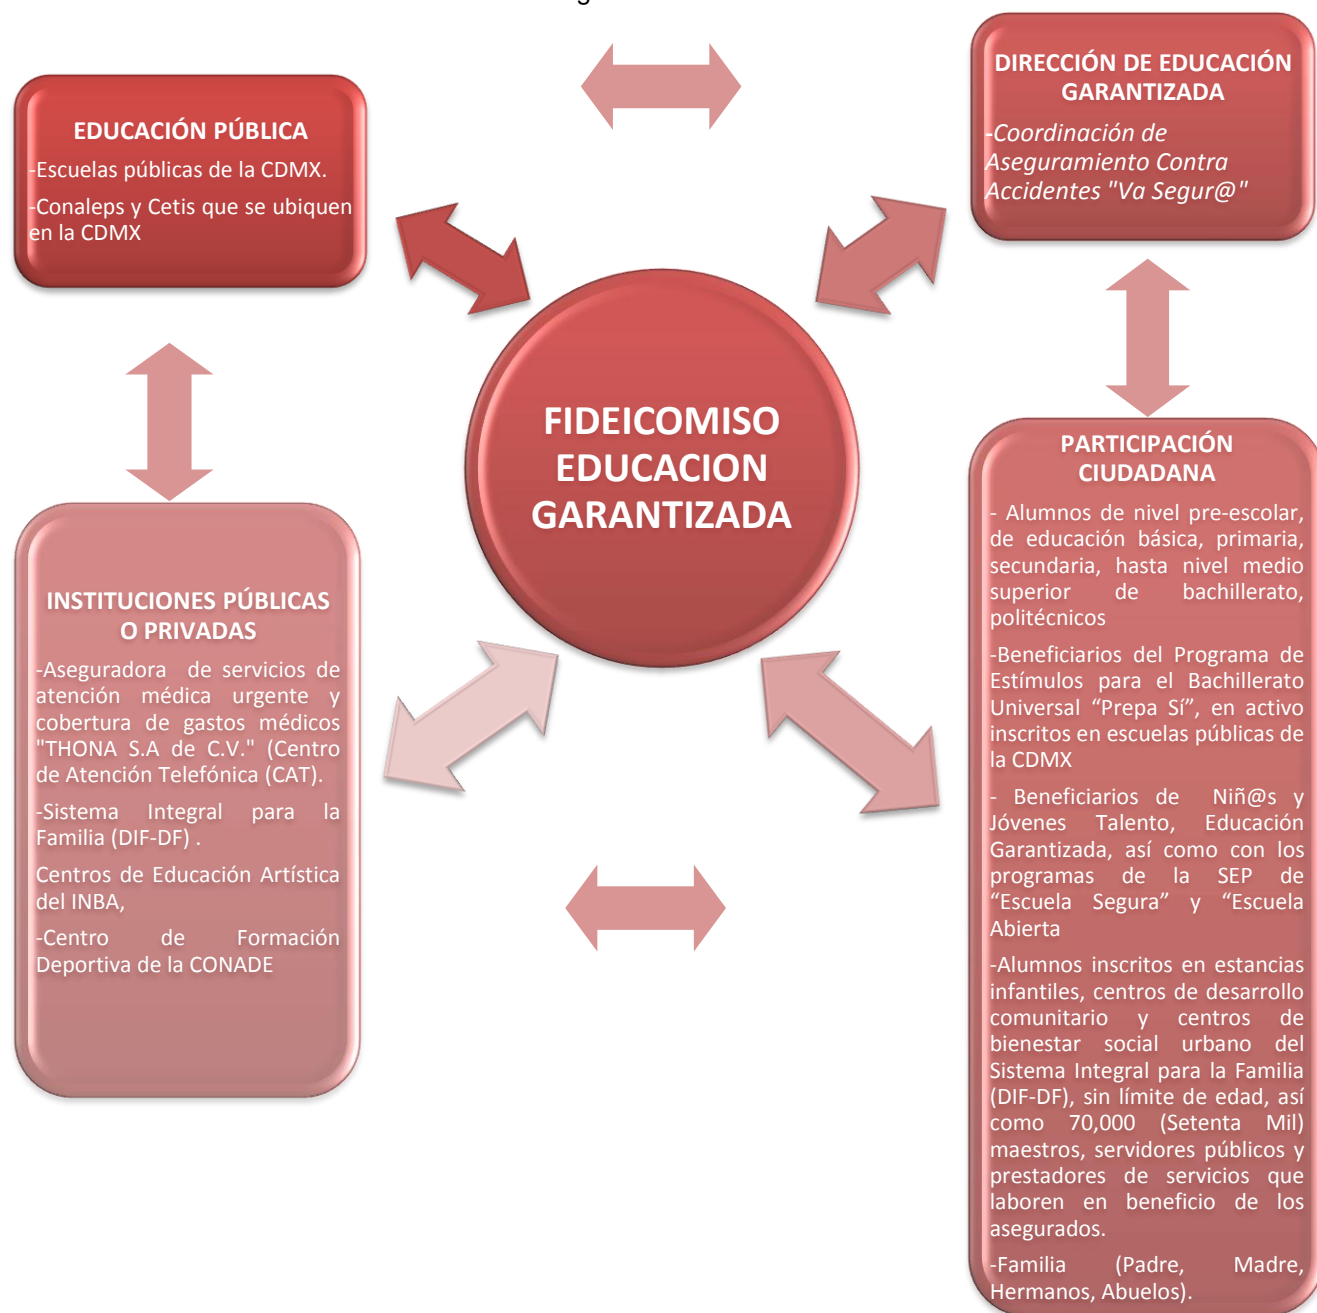 EDUCACIÓN PÚBLICA
-Escuelas públicas de la CDMX.
-Conaleps y Cetis que se ubiquen
en la CDMX
DIRECCIÓN DE EDUCACIÓN
GARANTIZADA
-Coordinación de
Aseguramiento Contra
Accidentes "Va Segur@"
FIDEICOMISO
EDUCACION
GARANTIZADA
INSTITUCIONES PÚBLICAS
O PRIVADAS
-Aseguradora de servicios de
atención médica urgente y
cobertura de gastos médicos
"THONA S.A de C.V." (Centro
de Atención Telefónica (CAT).
-Sistema Integral para la
Familia (DIF-DF) .
Centros de Educación Artística
del INBA,
-Centro de Formación
Deportiva de la CONADE
PARTICIPACIÓN
CIUDADANA
- Alumnos de nivel pre-escolar,
de educación básica, primaria,
secundaria, hasta nivel medio
superior de bachillerato,
politécnicos
-Beneficiarios del Programa de
Estímulos para el Bachillerato
Universal “Prepa Sí”, en activo
inscritos en escuelas públicas de
la CDMX
- Beneficiarios de Niñ@s y
Jóvenes Talento, Educación
Garantizada, así como con los
programas de la SEP de
“Escuela Segura” y “Escuela
Abierta
-Alumnos inscritos en estancias
infantiles, centros de desarrollo
comunitario y centros de
bienestar social urbano del
Sistema Integral para la Familia
(DIF-DF), sin límite de edad, así
como 70,000 (Setenta Mil)
maestros, servidores públicos y
prestadores de servicios que
laboren en beneficio de los
asegurados.
-Familia (Padre, Madre,
Hermanos, Abuelos).